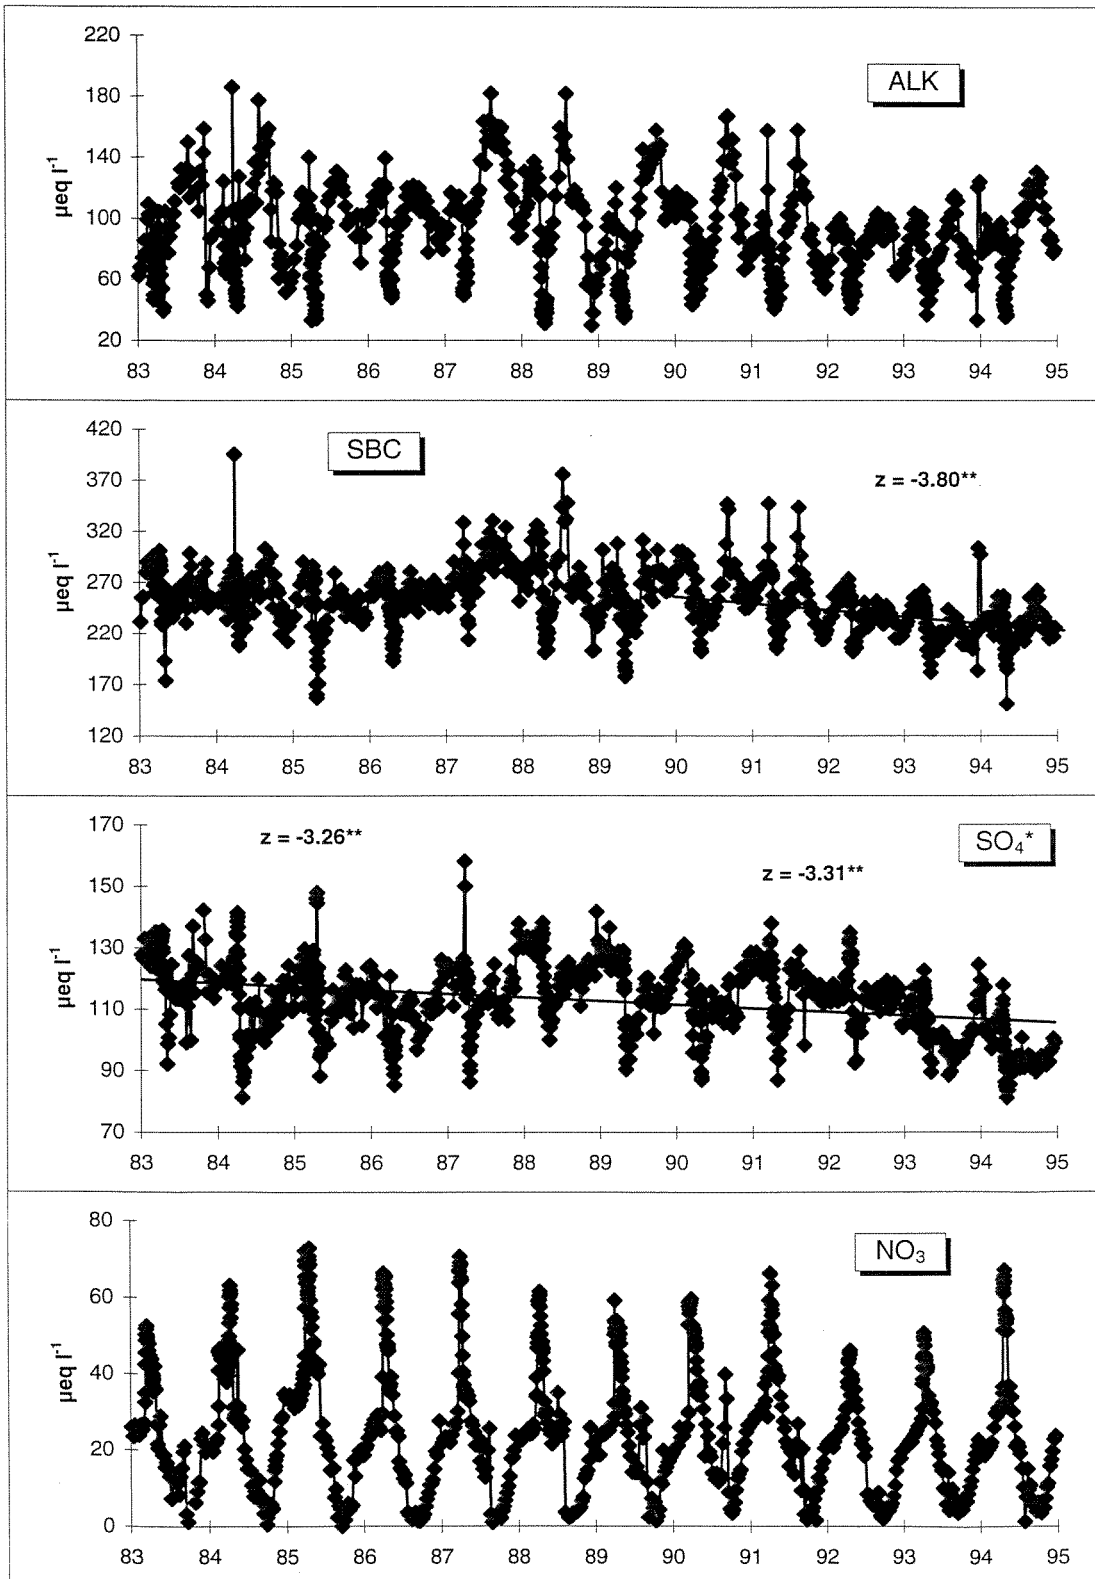 220
180
140
100
60
20
µeq l⁻¹
ALK
83 84 85 86 87 88 89 90 91 92 93 94 95
420
370
320
270
220
170
120
µeq l⁻¹
SBC
z = -3.80**
83 84 85 86 87 88 89 90 91 92 93 94 95
170
150
130
110
90
70
µeq l⁻¹
z = -3.26**
SO₄*
z = -3.31**
83 84 85 86 87 88 89 90 91 92 93 94 95
80
60
40
20
0
µeq l⁻¹
NO₃
83 84 85 86 87 88 89 90 91 92 93 94 95